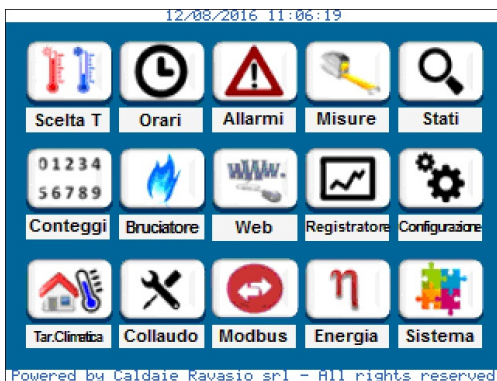 12/08/2016 11:06:19
Scelta T Orari Allarmi Misure Stati
01234
56789
www.
Conteggi Bruciatore Web Registratore Configurazione
Tar.Climatica Collaudo Modbus η Energia Sistema
Powered by Caldaie Ravasio srl - All rights reserved